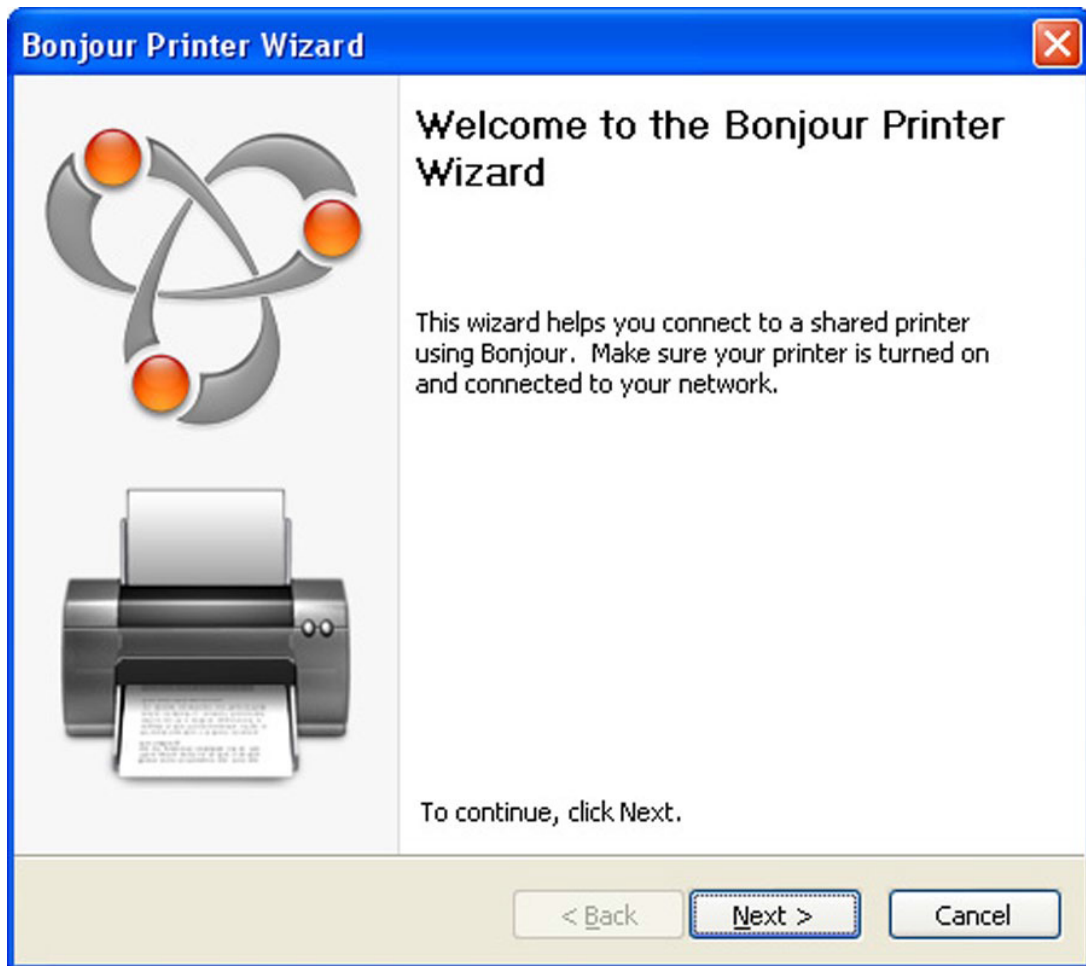 Bonjour Printer Wizard
Welcome to the Bonjour Printer
Wizard
This wizard helps you connect to a shared printer
using Bonjour.  Make sure your printer is turned on
and connected to your network.
To continue, click Next.
< Back
Next >
Cancel